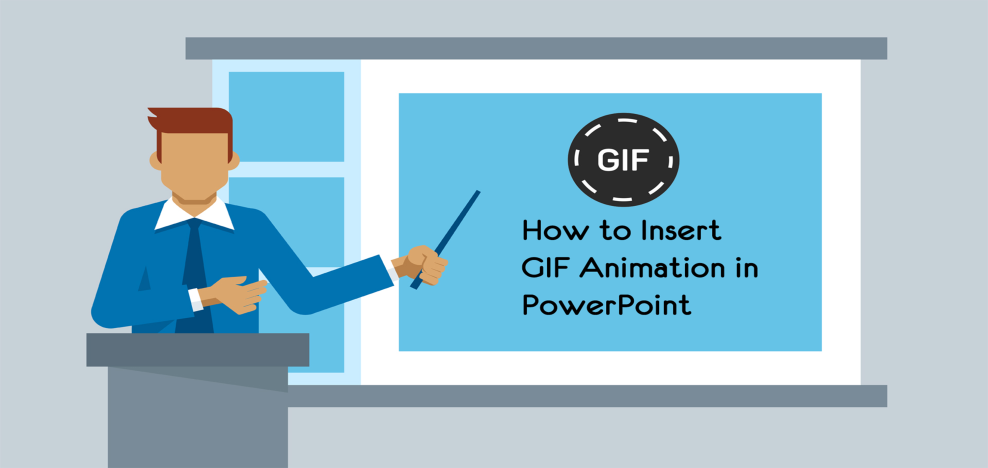 GIF
How to Insert
GIF Animation in
PowerPoint